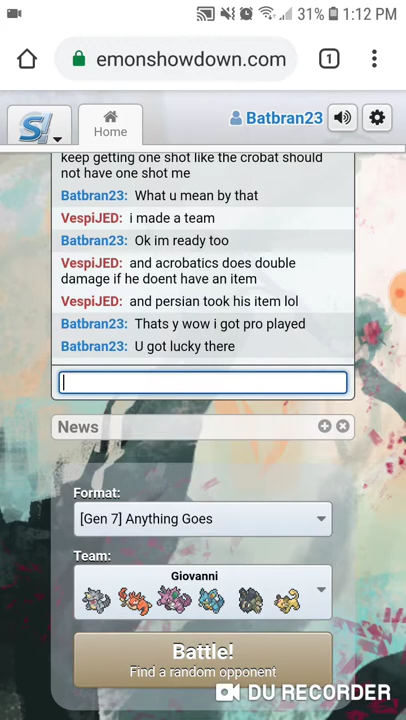 31% 1:12 PM
emonshowdown.com 1
S
Home
Batbran23
keep getting one shot like the crobat should
not have one shot me
Batbran23: What u mean by that
VespiJED: i made a team
Batbran23: Ok im ready too
VespiJED: and acrobatics does double
damage if he doent have an item
VespiJED: and persian took his item lol
Batbran23: Thats y wow i got pro played
Batbran23: U got lucky there
News
Format:
[Gen 7] Anything Goes
Team:
Giovanni
Battle!
Find a random opponent
DU RECORDER